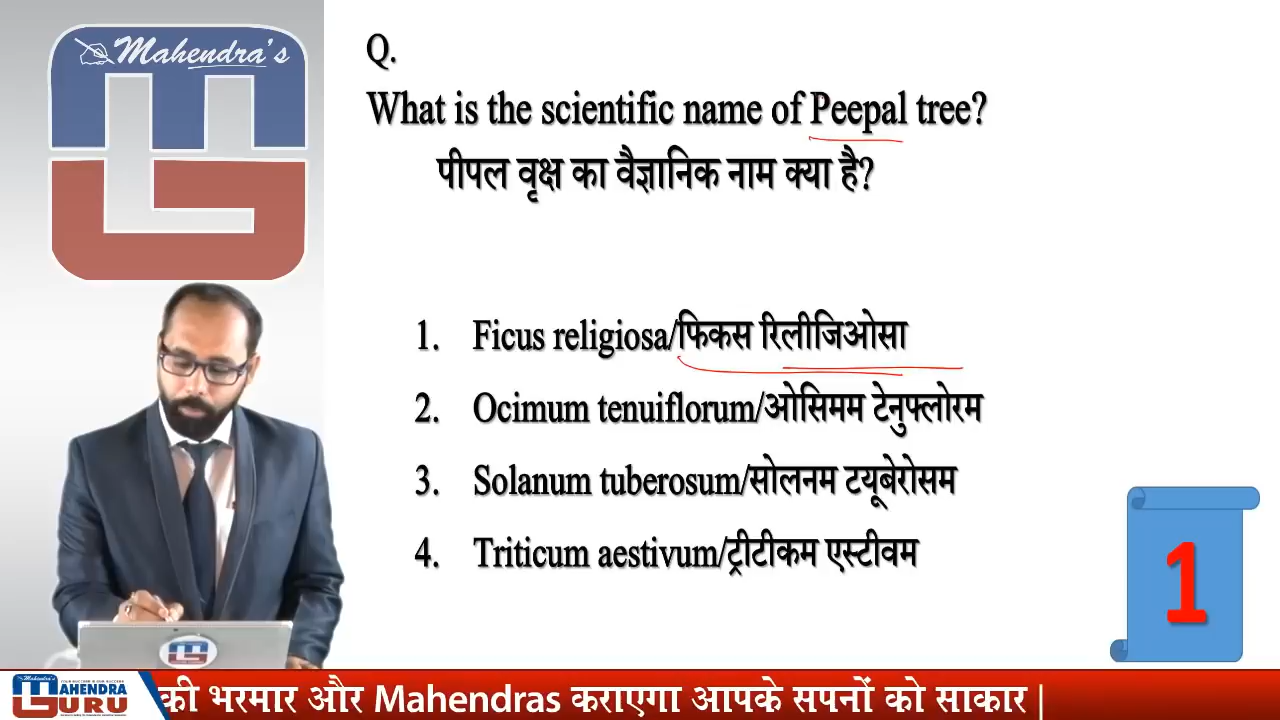 Mahendra's
Q.
What is the scientific name of Peepal tree?
पीपल वृक्ष का वैज्ञानिक नाम क्या है?
1. Ficus religiosa/फिकस रिलीजिओसा
2. Ocimum tenuiflorum/ओसिमम टेनुफ्लोरम
3. Solanum tuberosum/सोलनम टयूबेरोसम
4. Triticum aestivum/ट्रीटीकम एस्टीवम
1
Mahendra's
MAHENDRA
GURU
की भरमार और Mahendras कराएगा आपके सपनों को साकार |